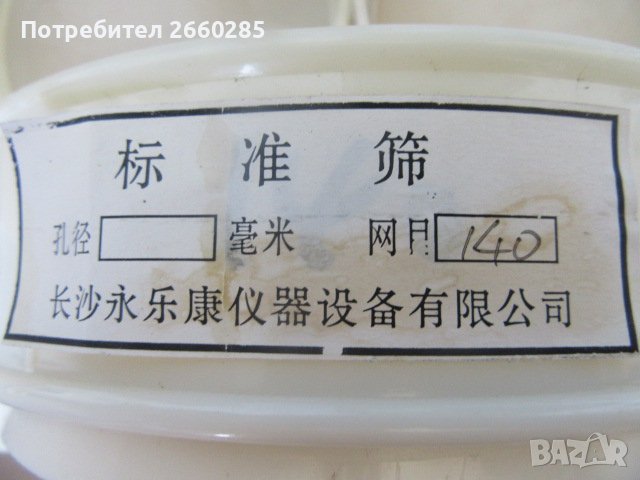 Потребител 2660285
标准筛
孔径 毫米 网目 140
长沙永乐康仪器设备有限公司
BAZAR